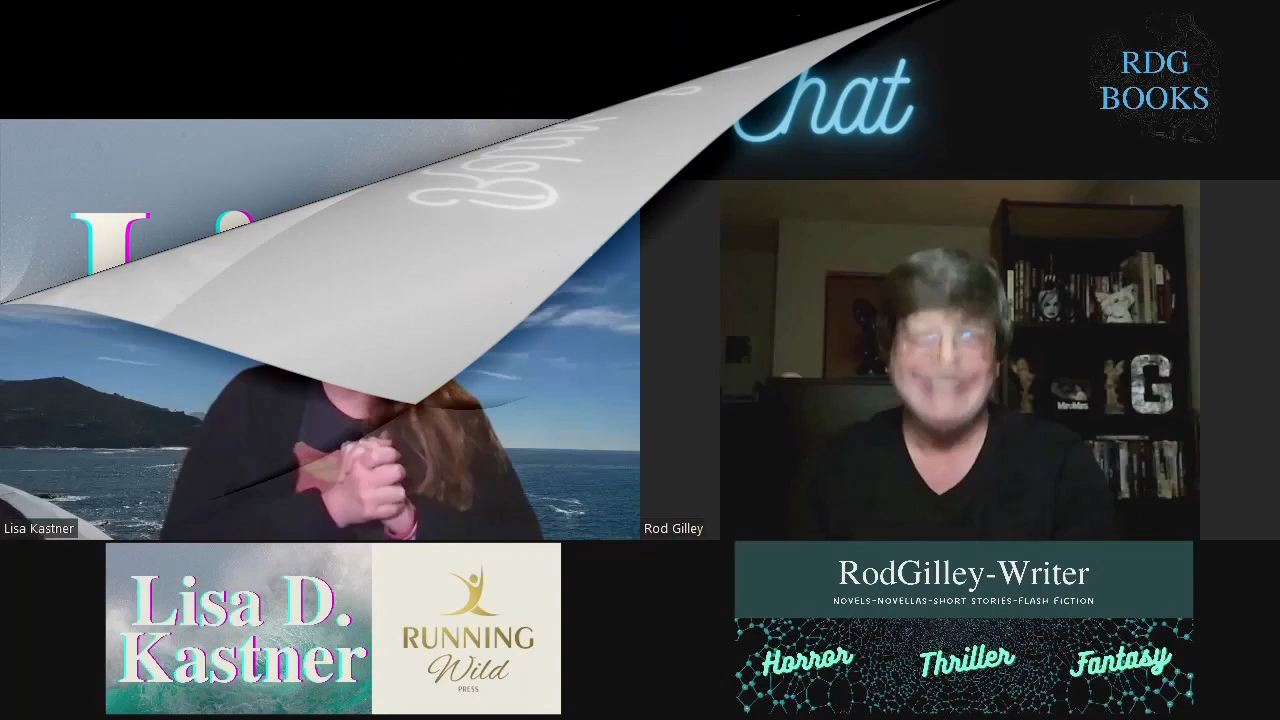 Chat
RDG
BOOKS
Li
G
Lisa Kastner
Rod Gilley
Lisa D.
Kastner
RUNNING
Wild
PRESS
RodGilley-Writer
NOVELS-NOVELLAS-SHORT STORIES-FLASH FICTION
Horror Thriller Fantasy